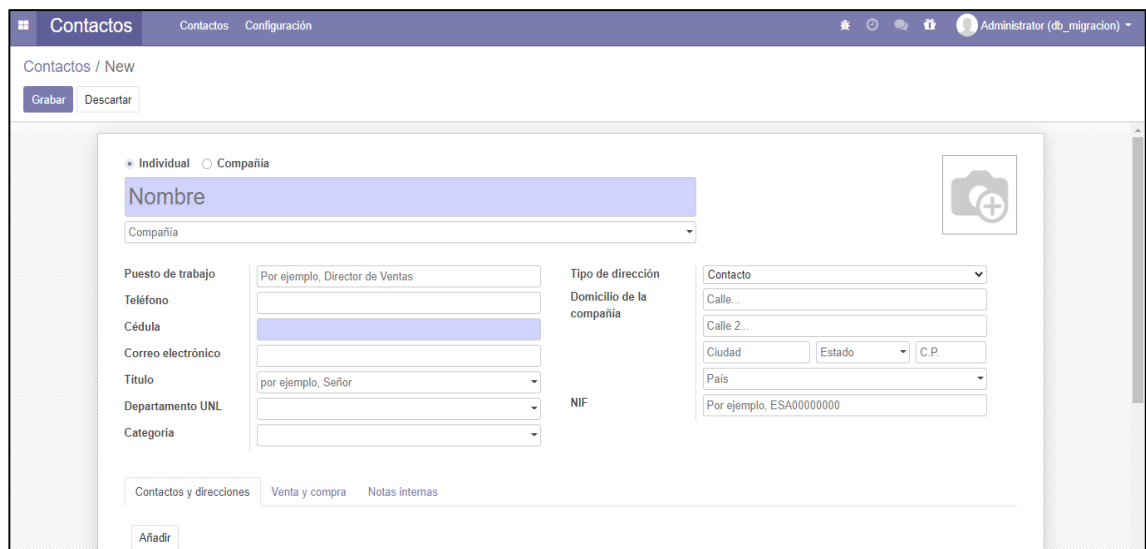 Contactos Contactos Configuración Administrator (db_migracion)
Contactos / New
Grabar Descartar
Individual Compañía
Nombre
Compañía
Puesto de trabajo Por ejemplo, Director de Ventas
Teléfono
Cédula
Correo electrónico
Título por ejemplo, Señor
Departamento UNL
Categoría
Tipo de dirección Contacto
Domicilio de la compañía Calle...
Calle 2...
Ciudad Estado C.P.
País
NIF Por ejemplo, ESA00000000
Contactos y direcciones Venta y compra Notas internas
Añadir